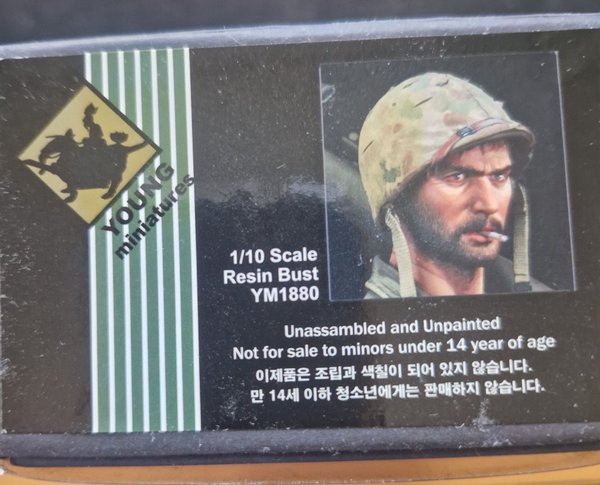 YOUNG
miniatures
1/10 Scale
Resin Bust
YM1880
Unassambled and Unpainted
Not for sale to minors under 14 year of age
이제품은 조립과 색칠이 되어 있지 않습니다.
만 14세 이하 청소년에게는 판매하지 않습니다.